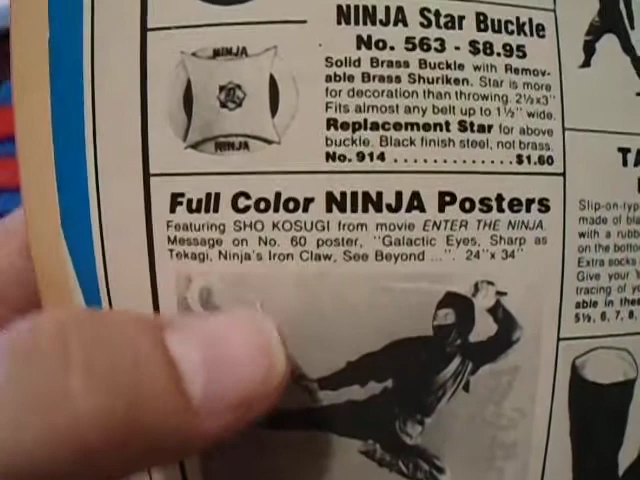 NINJA Star Buckle
No. 563 - $8.95
Solid Brass Buckle with Remov-
able Brass Shuriken. Star is more
for decoration than throwing. 2½x3"
Fits almost any belt up to 1½" wide.
Replacement Star for above
buckle. Black finish steel, not brass.
No. 914 . . . . . . . . . . . . . $1.60
NINJA
NINJA
Full Color NINJA Posters
Featuring SHO KOSUGI from movie ENTER THE NINJA.
Message on No. 60 poster, "Galactic Eyes, Sharp as
Tekagi, Ninja's Iron Claw, See Beyond ...". 24"x 34"
TA
Slip-on-typ
made of bla
with a rubb
on the botto
Extra socks
Give your
tracing of yo
able in thes
5½, 6, 7, 8,